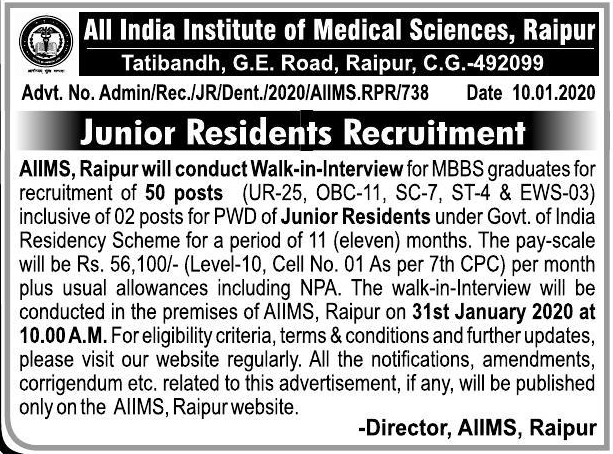 All India Institute of Medical Sciences, Raipur
Tatibandh, G.E. Road, Raipur, C.G.-492099
Advt. No. Admin/Rec./JR/Dent./2020/AIIMS.RPR/738 Date 10.01.2020
Junior Residents Recruitment
AIIMS, Raipur will conduct Walk-in-Interview for MBBS graduates for
recruitment of 50 posts (UR-25, OBC-11, SC-7, ST-4 & EWS-03)
inclusive of 02 posts for PWD of Junior Residents under Govt. of India
Residency Scheme for a period of 11 (eleven) months. The pay-scale
will be Rs. 56,100/- (Level-10, Cell No. 01 As per 7th CPC) per month
plus usual allowances including NPA. The walk-in-Interview will be
conducted in the premises of AIIMS, Raipur on 31st January 2020 at
10.00 A.M. For eligibility criteria, terms & conditions and further updates,
please visit our website regularly. All the notifications, amendments,
corrigendum etc. related to this advertisement, if any, will be published
only on the AIIMS, Raipur website.
-Director, AIIMS, Raipur